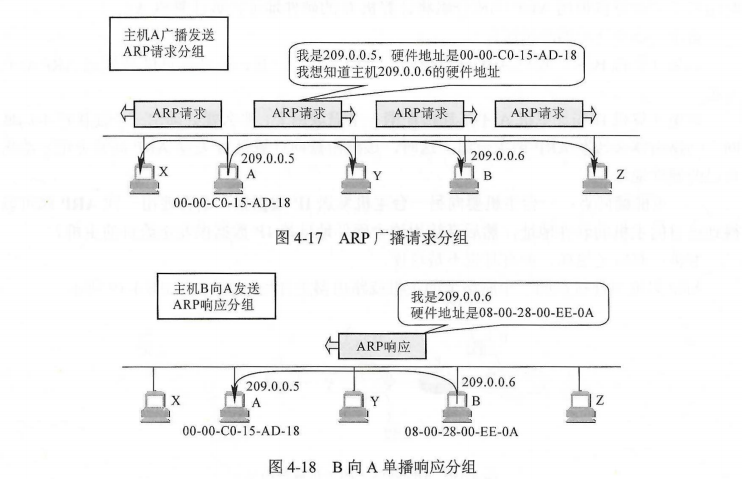 主机A广播发送
ARP请求分组
我是209.0.0.5，硬件地址是00-00-C0-15-AD-18
我想知道主机209.0.0.6的硬件地址
ARP请求
ARP请求
ARP请求
ARP请求
209.0.0.5
209.0.0.6
X
A
Y
B
Z
00-00-C0-15-AD-18
图 4-17 ARP 广播请求分组
主机B向A发送
ARP响应分组
我是209.0.0.6
硬件地址是08-00-28-00-EE-0A
ARP响应
209.0.0.5
209.0.0.6
X
A
Y
B
Z
00-00-C0-15-AD-18
08-00-28-00-EE-0A
图 4-18 B 向 A 单播响应分组